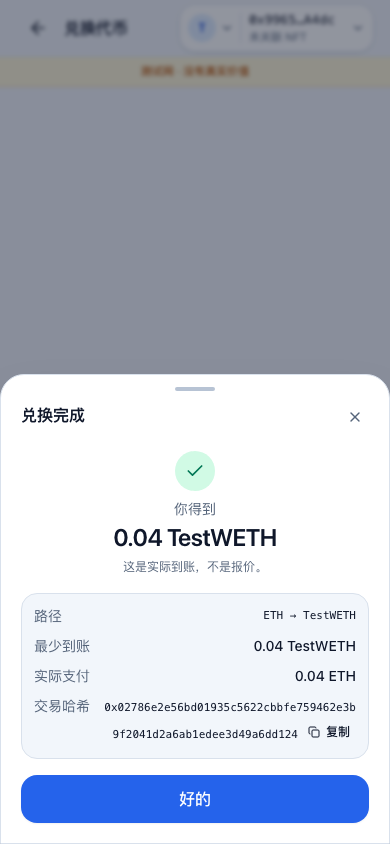 兑换代币
兑换完成
你得到
0.04 TestWETH
这是实际到账，不是报价。
路径 ETH → TestWETH
最少到账 0.04 TestWETH
实际支付 0.04 ETH
交易哈希 0x02786e2e56bd01935c5622cbbfe759462e3b
9f2041d2a6ab1edee3d49a6dd124 复制
好的